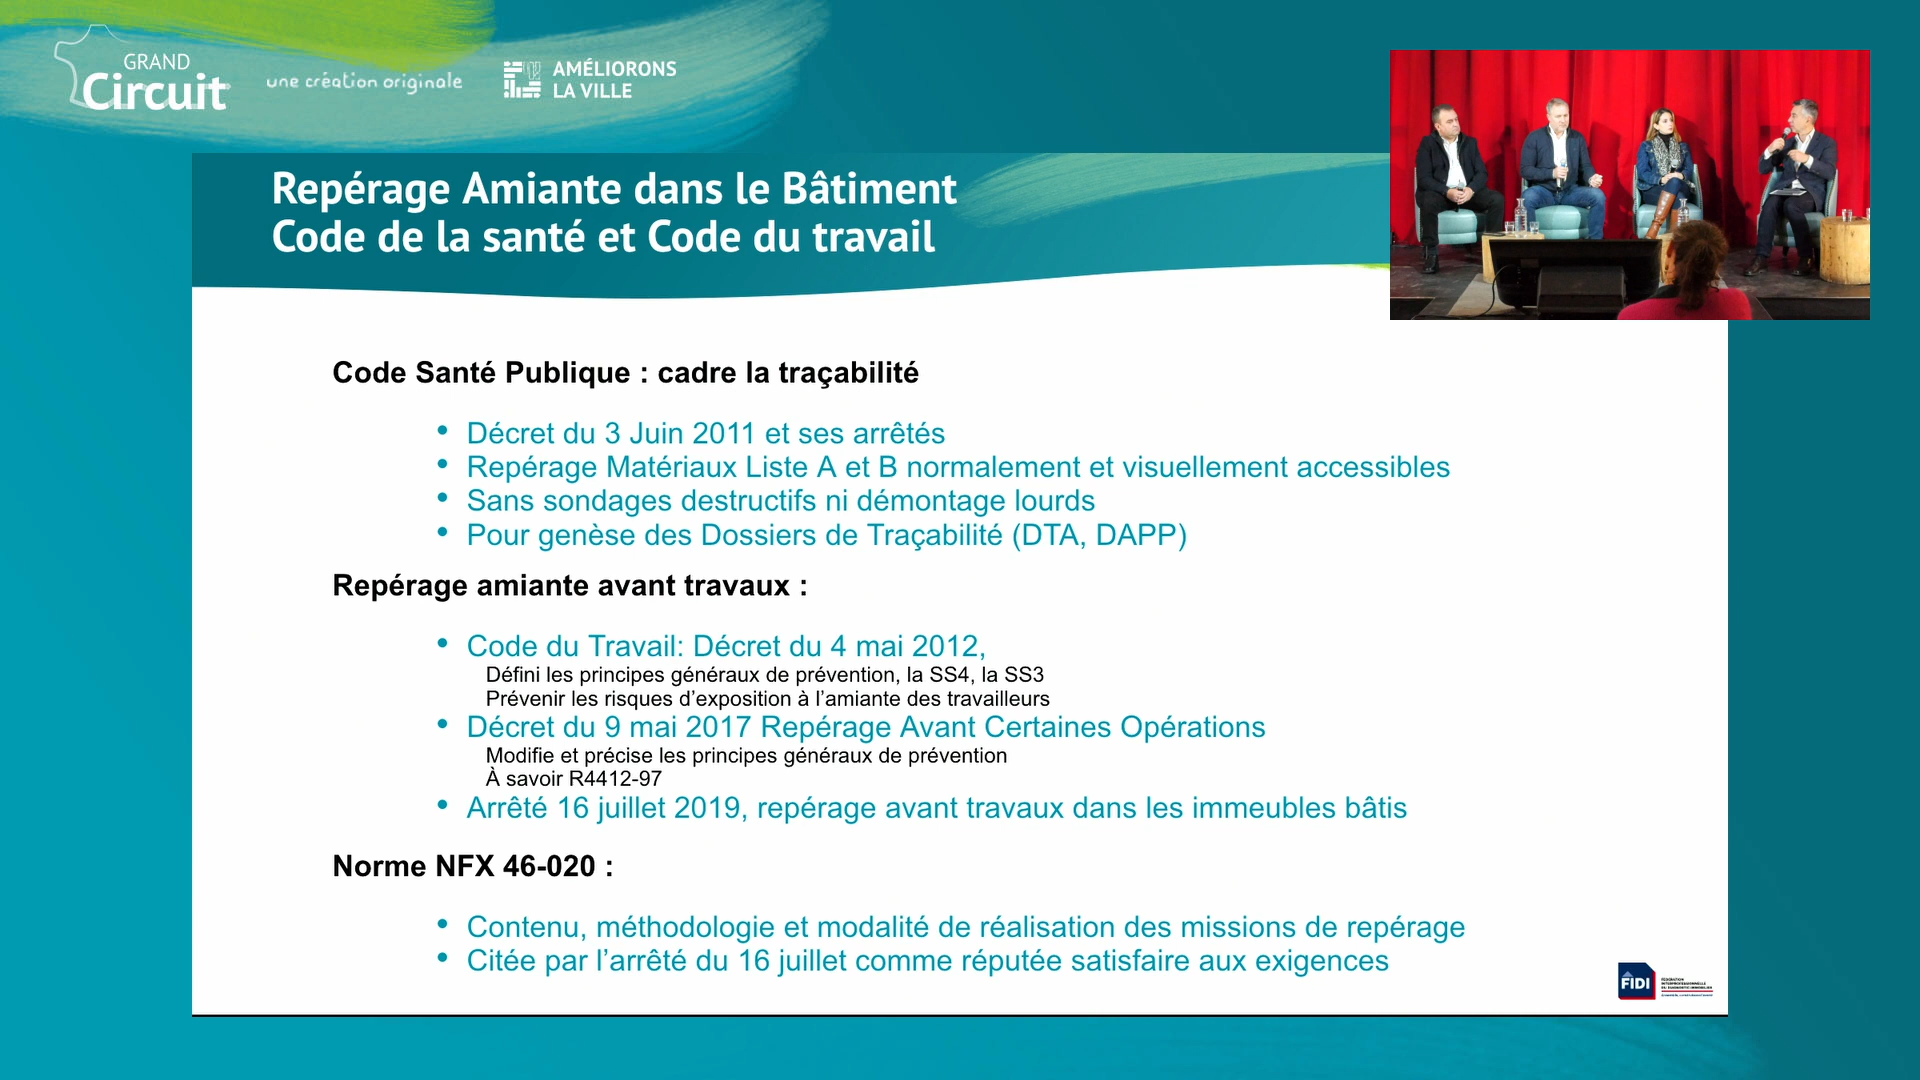 GRAND
Circuit
une création originale
AMÉLIORONS
LA VILLE
Repérage Amiante dans le Bâtiment
Code de la santé et Code du travail
Code Santé Publique : cadre la traçabilité
• Décret du 3 Juin 2011 et ses arrêtés
• Repérage Matériaux Liste A et B normalement et visuellement accessibles
• Sans sondages destructifs ni démontage lourds
• Pour genèse des Dossiers de Traçabilité (DTA, DAPP)
Repérage amiante avant travaux :
• Code du Travail: Décret du 4 mai 2012,
Défini les principes généraux de prévention, la SS4, la SS3
Prévenir les risques d’exposition à l’amiante des travailleurs
• Décret du 9 mai 2017 Repérage Avant Certaines Opérations
Modifie et précise les principes généraux de prévention
À savoir R4412-97
• Arrêté 16 juillet 2019, repérage avant travaux dans les immeubles bâtis
Norme NFX 46-020 :
• Contenu, méthodologie et modalité de réalisation des missions de repérage
• Citée par l’arrêté du 16 juillet comme réputée satisfaire aux exigences
FIDI
FÉDÉRATION
INTERPROFESSIONNELLE
DU DIAGNOSTIC IMMOBILIER